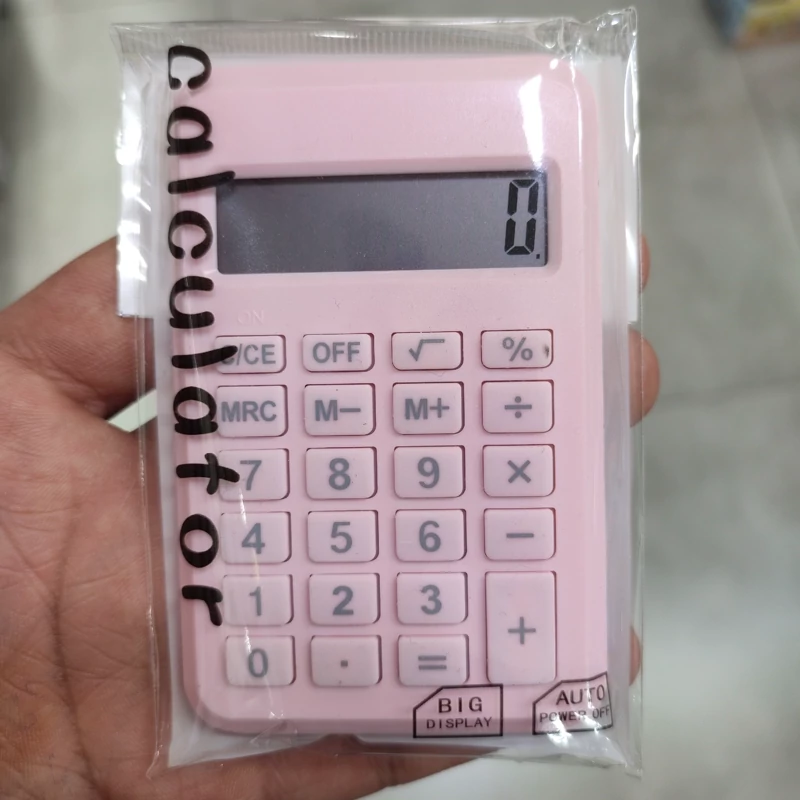 calculator
0.
ON
C/CE OFF √ %
MRC M− M+ ÷
7 8 9 ×
4 5 6 −
1 2 3 +
0 . =
BIG
DISPLAY
AUTO
POWER OFF